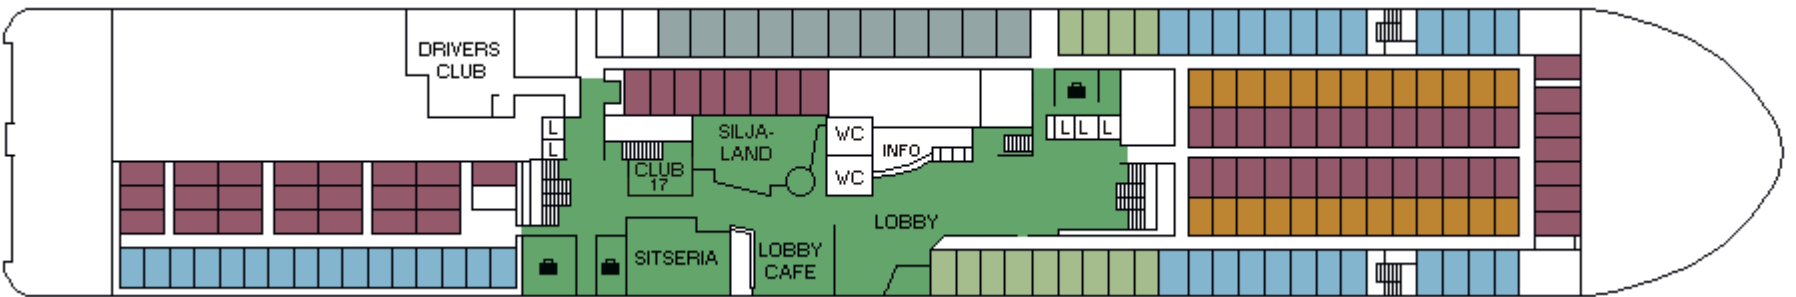 DRIVERS
CLUB
L
L
SILJA-
LAND
CLUB
17
WC
WC
INFO
L
L
L
LOBBY
SITSERIA
LOBBY
CAFE